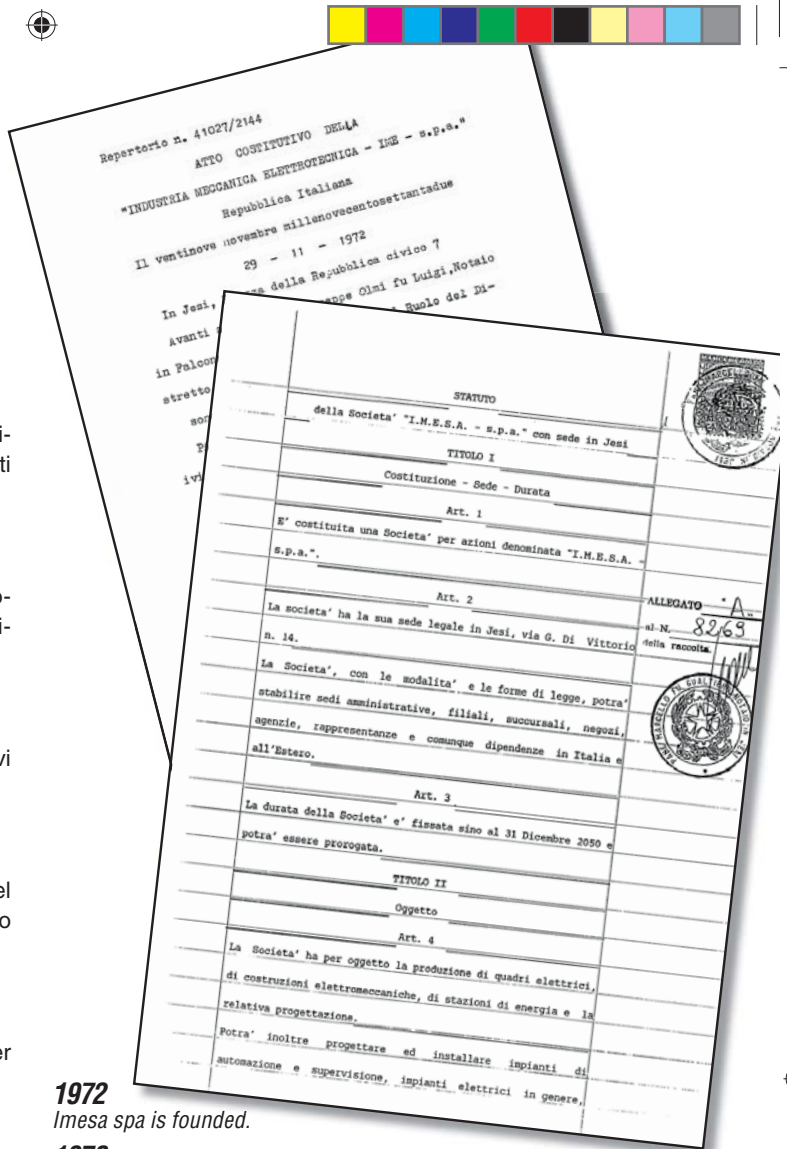 Repertorio n. 41027/2144
ATTO COSTITUTIVO DELLA
"INDUSTRIA MECCANICA ELETTROTECNICA - IME - s.p.a."
Repubblica Italiana
Il ventinove novembre millenovecentosettantadue
29 - 11 - 1972
In Jesi, della Repubblica civico 7
Avanti Olmi fu Luigi,Notaio
in Falcon Ruolo del Di-
stretto
STATUTO
della Societa' "I.M.E.S.A. - s.p.a." con sede in Jesi
TITOLO I
Costituzione - Sede - Durata
Art. 1
E' costituita una Societa' per azioni denominata "I.M.E.S.A. -
s.p.a.".
Art. 2
La societa' ha la sua sede legale in Jesi, via G. Di Vittorio
n. 14.
La Societa', con le modalita' e le forme di legge, potra'
stabilire sedi amministrative, filiali, succursali, negozi,
agenzie, rappresentanze e comunque dipendenze in Italia e
all'Estero.
Art. 3
La durata della Societa' e' fissata sino al 31 Dicembre 2050 e
potra' essere prorogata.
TITOLO II
Oggetto
Art. 4
La Societa' ha per oggetto la produzione di quadri elettrici,
di costruzioni elettromeccaniche, di stazioni di energia e la
relativa progettazione.
Potra' inoltre progettare ed installare impianti di
automazione e supervisione, impianti elettrici in genere,
ALLEGATO "A"
al N. 8269
della raccolta.
1972
Imesa spa is founded.